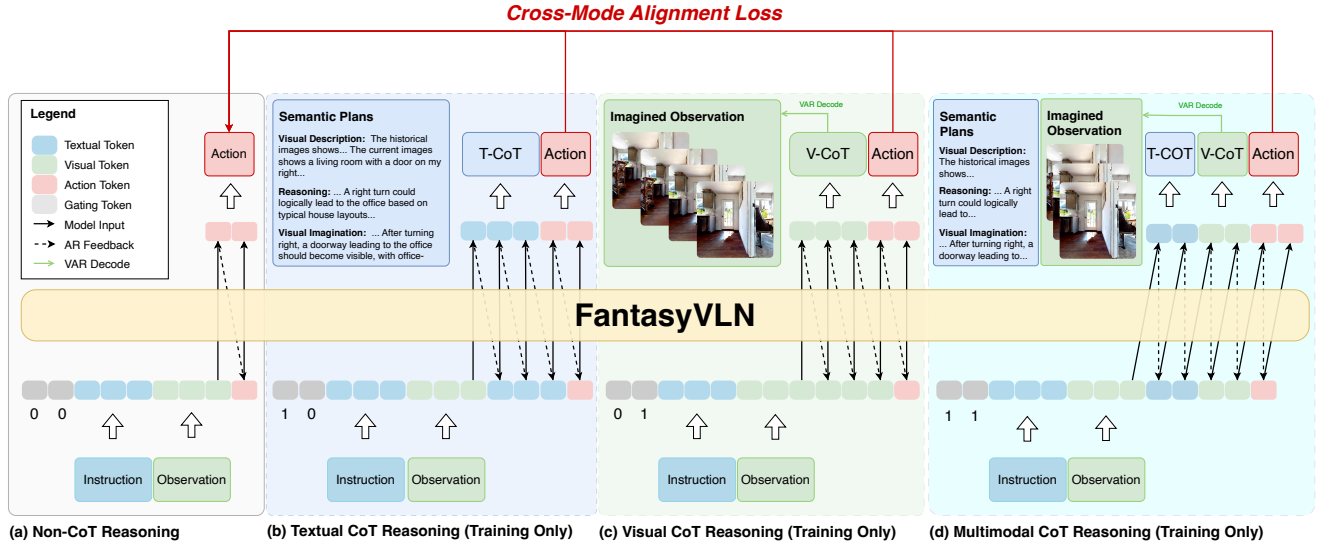 Cross-Mode Alignment Loss
Legend
Textual Token
Visual Token
Action Token
Gating Token
Model Input
AR Feedback
VAR Decode
Action
0 0
Instruction
Observation
(a) Non-CoT Reasoning
Semantic Plans
Visual Description: The historical
images shows... The current images
shows a living room with a door on my
right...
Reasoning: ... A right turn could
logically lead to the office based on
typical house layouts...
Visual Imagination: ... After turning
right, a doorway leading to the office
should become visible, with office-
T-CoT
Action
1 0
Instruction
Observation
(b) Textual CoT Reasoning (Training Only)
Imagined Observation
VAR Decode
V-CoT
Action
0 1
Instruction
Observation
(c) Visual CoT Reasoning (Training Only)
Semantic
Plans
Visual Description:
The historical images
shows...
Reasoning: ... A right
turn could logically
lead to...
Visual Imagination:
... After turning right, a
doorway leading to...
Imagined
Observation
VAR Decode
T-COT
V-CoT
Action
1 1
Instruction
Observation
(d) Multimodal CoT Reasoning (Training Only)
FantasyVLN